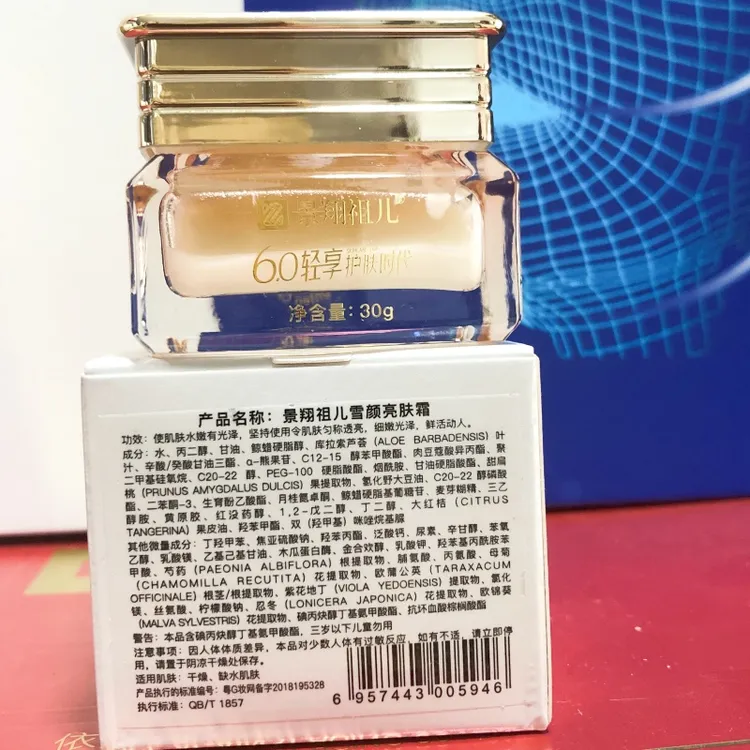 景翔祖儿
6.0轻享护肤时代
净含量：30g
产品名称：景翔祖儿雪颜亮肤霜
功效：使肌肤水嫩有光泽，坚持使用令肌肤匀称透亮，细嫩光泽，鲜活动人。
成分：水、丙二醇、甘油、鲸蜡硬脂醇、库拉索芦荟（ALOE BARBADENSIS）叶
汁、辛酸/癸酸甘油三酯、α-熊果苷、C12-15 醇苯甲酸酯、肉豆蔻酸异丙酯、聚
二甲基硅氧烷、C20-22 醇、PEG-100 硬脂酸酯、烟酰胺、甘油硬脂酸酯、甜扁
桃（PRUNUS AMYGDALUS DULCIS）果提取物、氢化野大豆油、C20-22 醇磷酸
酯、二苯酮-3、生育酚乙酸酯、月桂氮卓酮、鲸蜡硬脂基葡糖苷、麦芽糊精、三乙
醇胺、黄原胶、红没药醇、1,2-戊二醇、丁二醇、大红桔（CITRUS
TANGERINA）果皮油、羟苯甲酯、双（羟甲基）咪唑烷基脲
其他微量成分：丁羟甲苯、焦亚硫酸钠、羟苯丙酯、泛酸钙、尿素、辛甘醇、苯氧
乙醇、乳酸镁、乙基己基甘油、木瓜蛋白酶、金合欢醇、乳酸钾、羟苯基丙酰胺苯
甲酸、芍药（PAEONIA ALBIFLORA）根提取物、脯氨酸、丙氨酸、母菊
（CHAMOMILLA RECUTITA）花提取物、欧蒲公英（TARAXACUM
OFFICINALE）根茎/根提取物、紫花地丁（VIOLA YEDOENSIS）提取物、氯化
镁、丝氨酸、柠檬酸钠、忍冬（LONICERA JAPONICA）花提取物、欧锦葵
（MALVA SYLVESTRIS）花提取物、碘丙炔醇丁基氨甲酸酯、抗坏血酸棕榈酸酯
警告：本品含碘丙炔醇丁基氨甲酸酯，三岁以下儿童勿用
注意事项：因人体体质差异，本品对少数人体有过敏反应，如有不适，请立即停
用，请置于阴凉干燥处保存。
适用肌肤：干燥、缺水肌肤
产品执行的标准编号：粤G妆网备字2018195328
执行标准：QB/T 1857
6 957443 005946